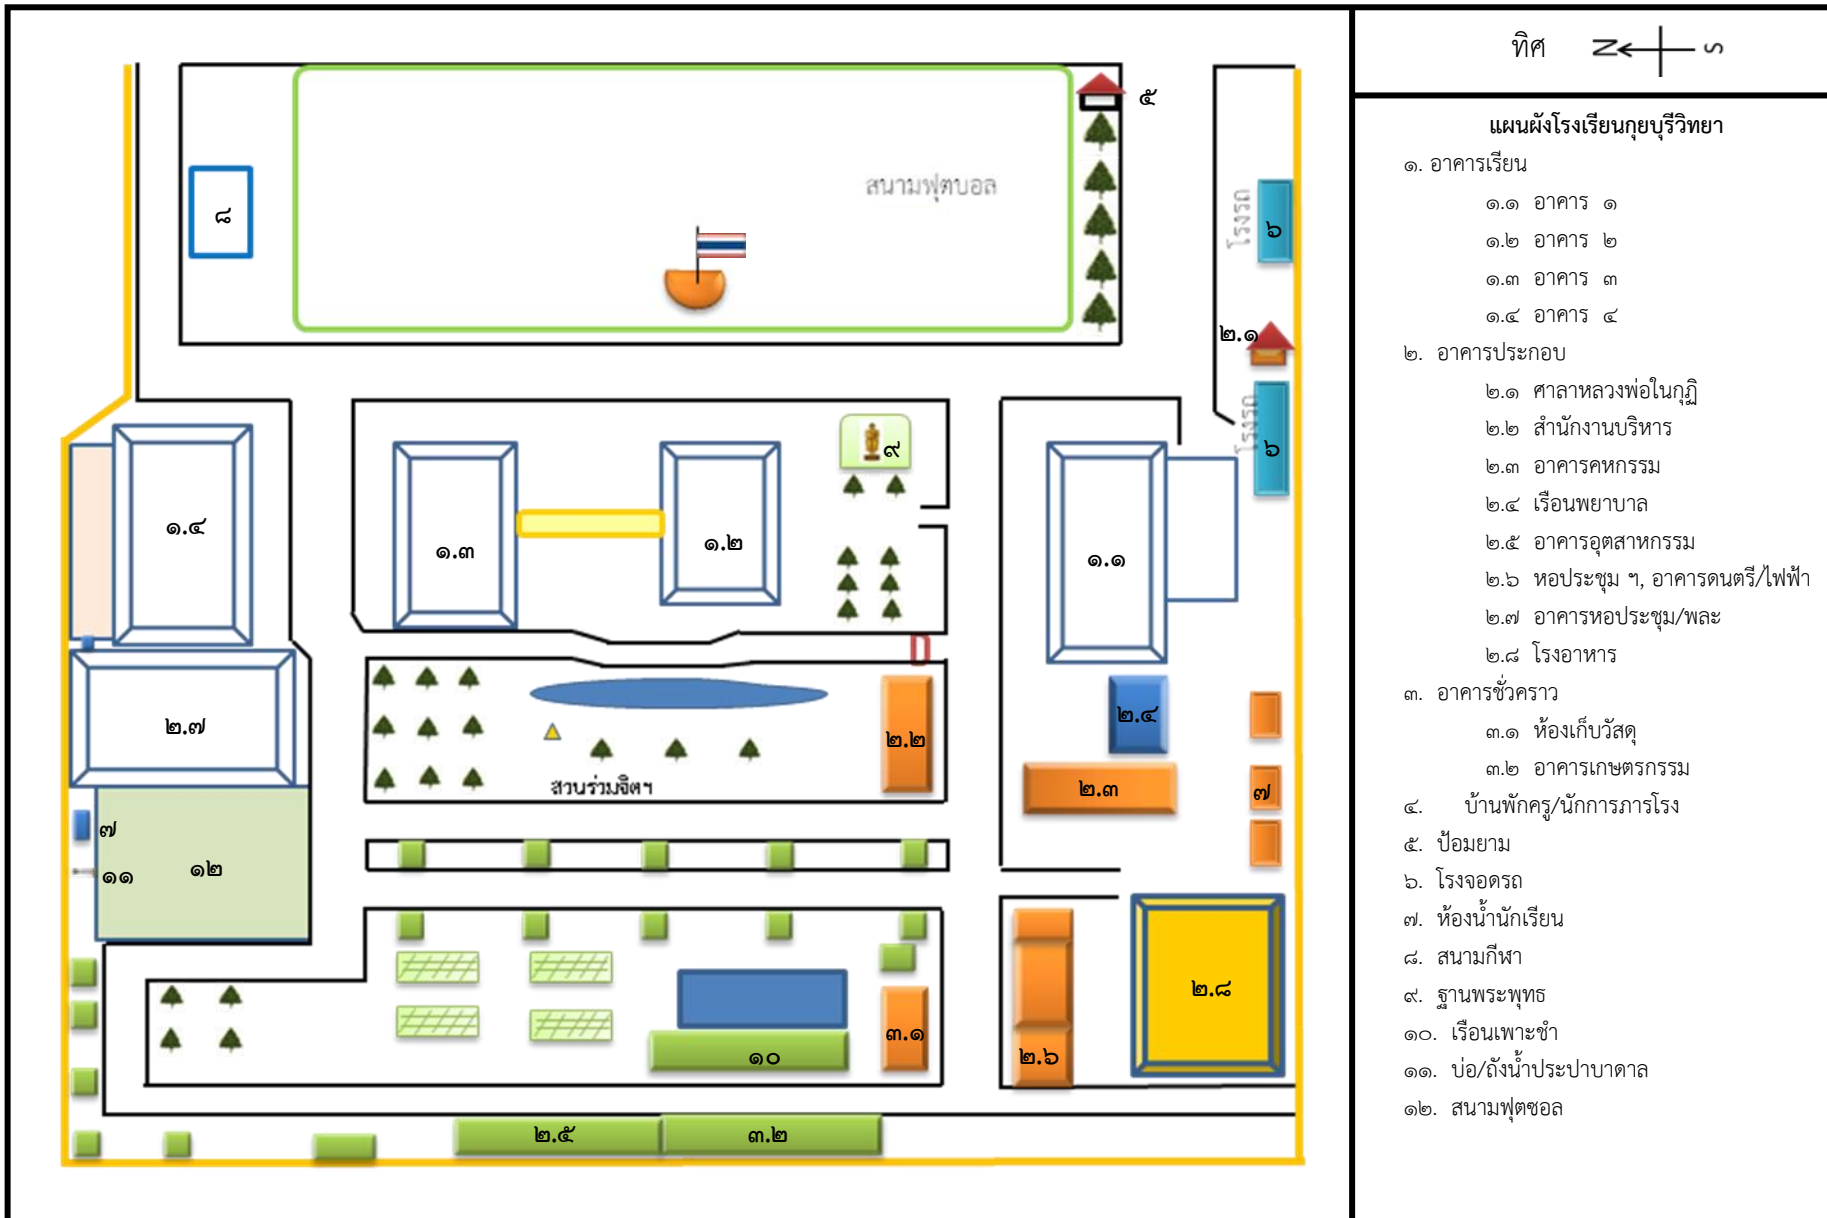 ๕
สนามฟุตบอล
๘
โรงรถ
๖
๒.๑
โรงรถ
๖
๙
๑.๔
๑.๓
๑.๒
๑.๑
D
๒.๗
๒.๒
๒.๔
สวนร่วมจิตฯ
๒.๓
๗
๗
๑๑
๑๒
๒.๘
๓.๑
๑๐
๒.๖
๒.๕
๓.๒
ทิศ N S
แผนผังโรงเรียนกุยบุรีวิทยา
๑. อาคารเรียน
๑.๑ อาคาร ๑
๑.๒ อาคาร ๒
๑.๓ อาคาร ๓
๑.๔ อาคาร ๔
๒. อาคารประกอบ
๒.๑ ศาลาหลวงพ่อในกุฏิ
๒.๒ สำนักงานบริหาร
๒.๓ อาคารคหกรรม
๒.๔ เรือนพยาบาล
๒.๕ อาคารอุตสาหกรรม
๒.๖ หอประชุม ฯ, อาคารดนตรี/ไฟฟ้า
๒.๗ อาคารหอประชุม/พละ
๒.๘ โรงอาหาร
๓. อาคารชั่วคราว
๓.๑ ห้องเก็บวัสดุ
๓.๒ อาคารเกษตรกรรม
๔. บ้านพักครู/นักการภารโรง
๕. ป้อมยาม
๖. โรงจอดรถ
๗. ห้องน้ำนักเรียน
๘. สนามกีฬา
๙. ฐานพระพุทธ
๑๐. เรือนเพาะชำ
๑๑. บ่อ/ถังน้ำประปาบาดาล
๑๒. สนามฟุตซอล